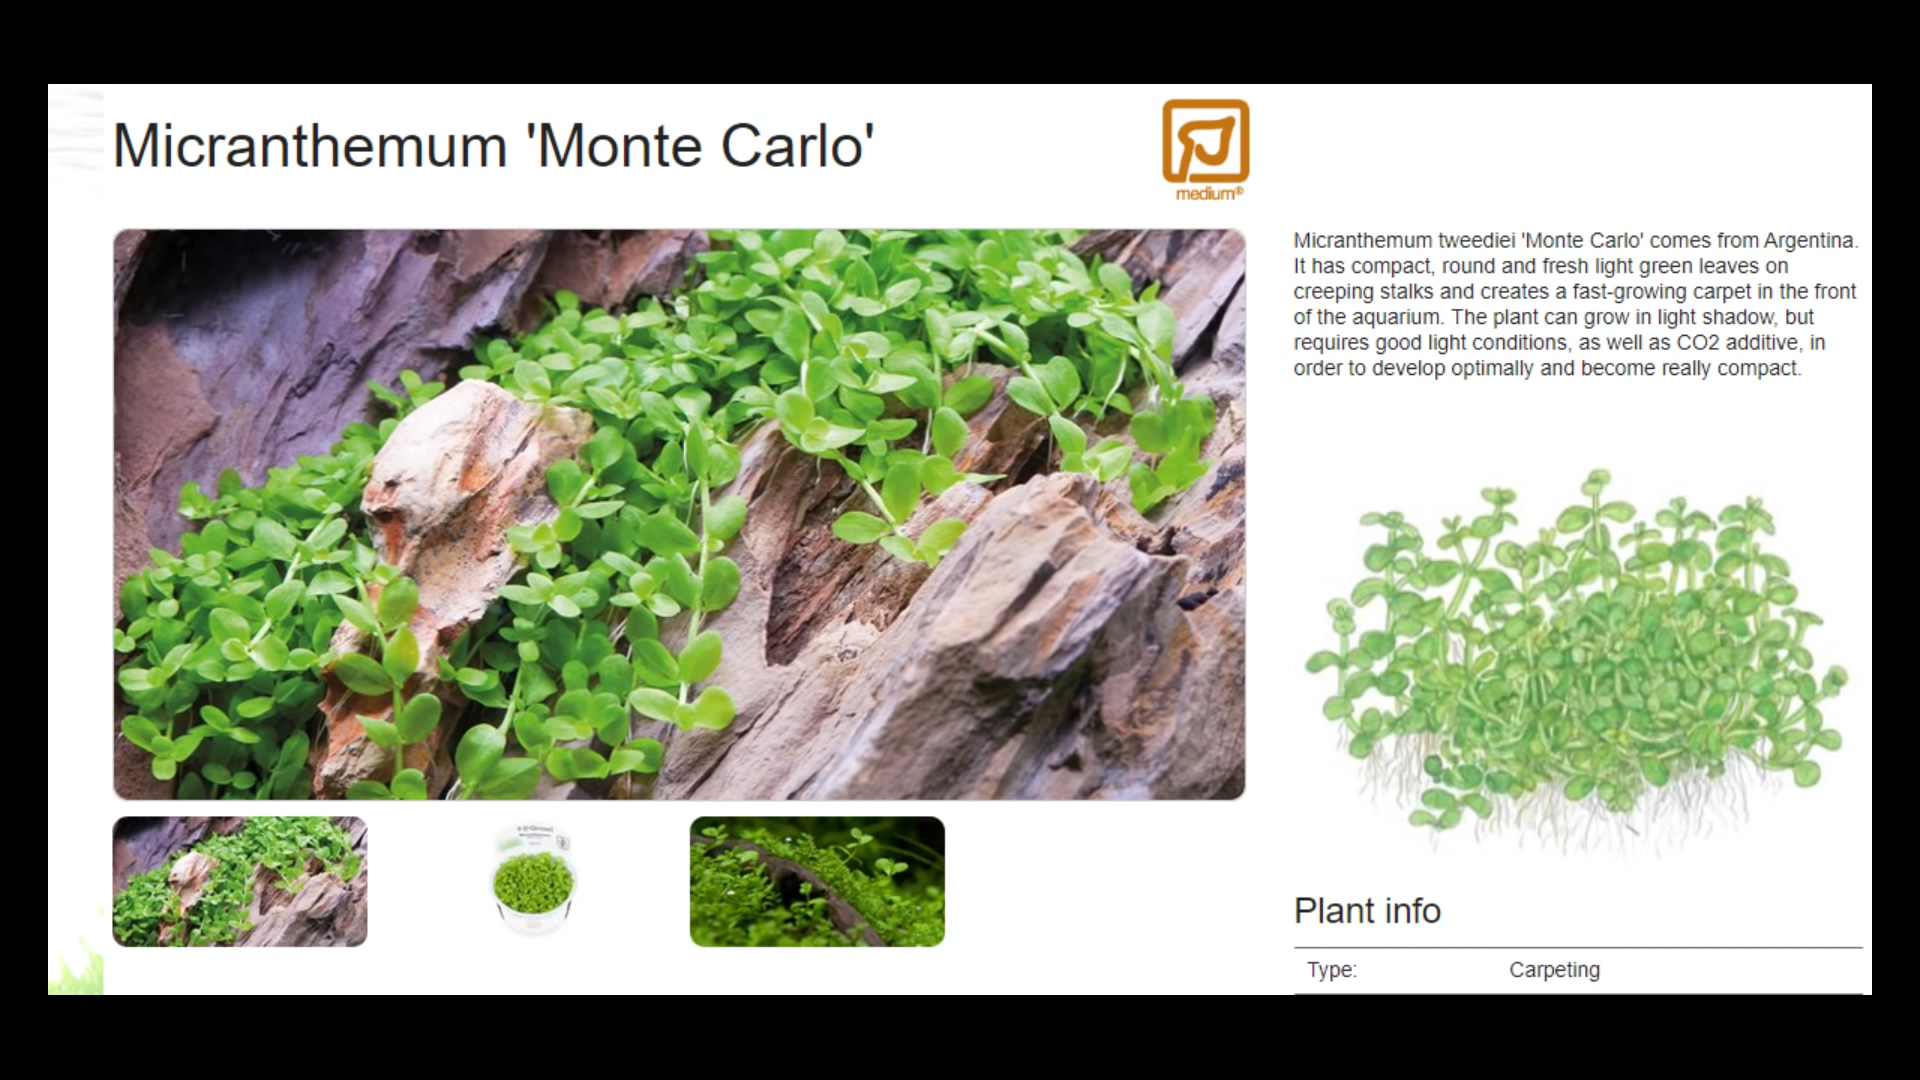 Micranthemum 'Monte Carlo'
medium®
Micranthemum tweediei 'Monte Carlo' comes from Argentina.
It has compact, round and fresh light green leaves on
creeping stalks and creates a fast-growing carpet in the front
of the aquarium. The plant can grow in light shadow, but
requires good light conditions, as well as CO2 additive, in
order to develop optimally and become really compact.
1-2-Grow!
Plant info
Type: Carpeting